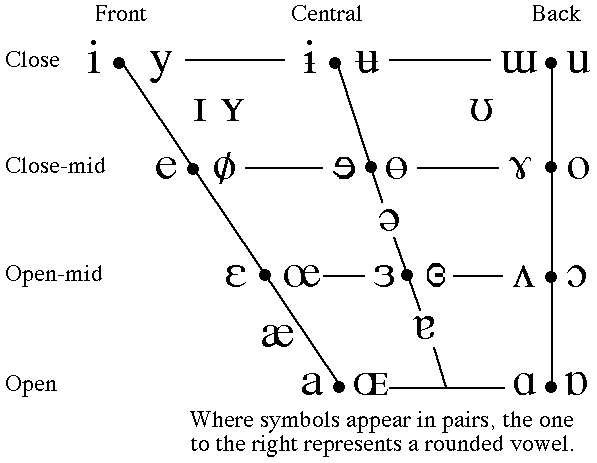 Front Central Back
Close i y ɨ ʉ ɯ u
ɪ ʏ ʊ
Close-mid e ø ɘ ɵ ɤ o
ə
Open-mid ɛ œ ɜ ɞ ʌ ɔ
æ ɐ
Open a ɶ ɑ ɒ
Where symbols appear in pairs, the one
to the right represents a rounded vowel.